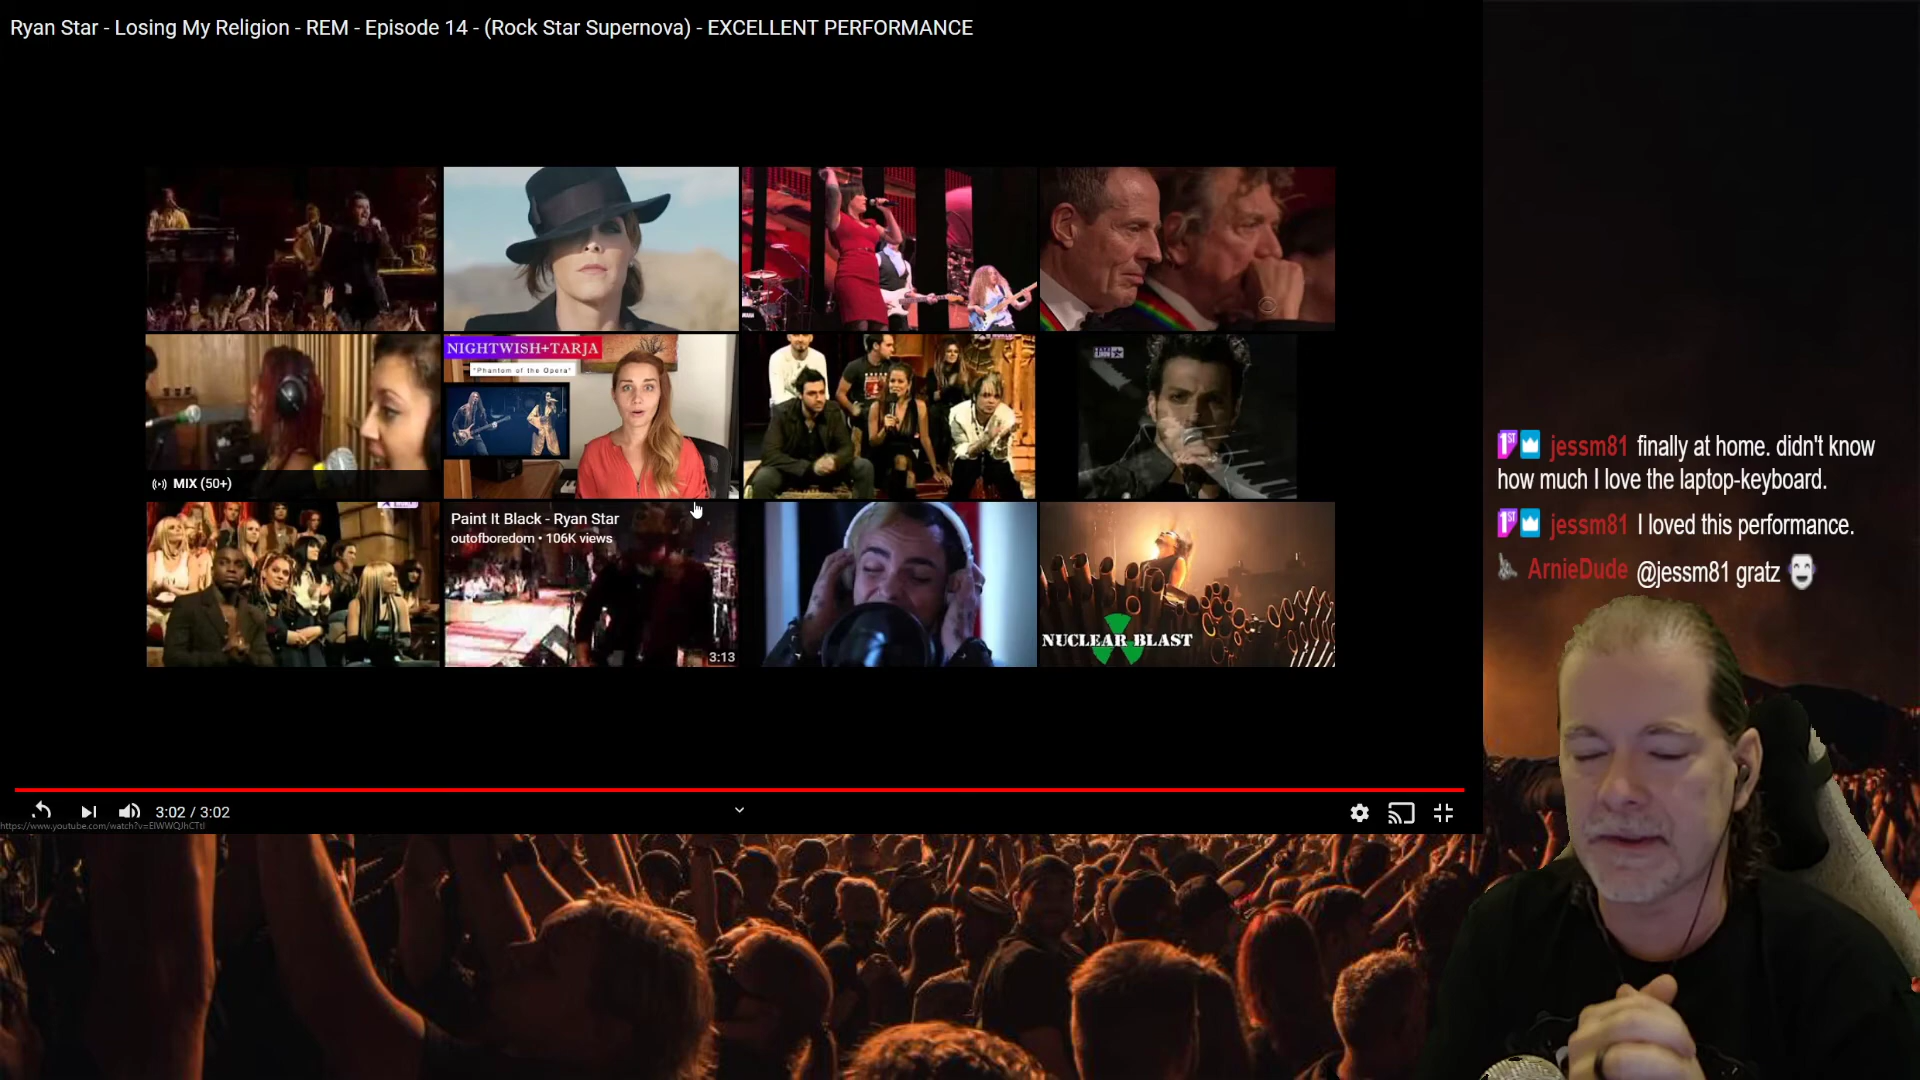 Ryan Star - Losing My Religion - REM - Episode 14 - (Rock Star Supernova) - EXCELLENT PERFORMANCE
NIGHTWISH+TARJA
"Phantom of the Opera"
MIX (50+)
Paint It Black - Ryan Star
outofboredom • 106K views
3:13
NUCLEAR BLAST
3:02 / 3:02
jessm81 finally at home. didn't know
how much I love the laptop-keyboard.
jessm81 I loved this performance.
ArnieDude @jessm81 gratz